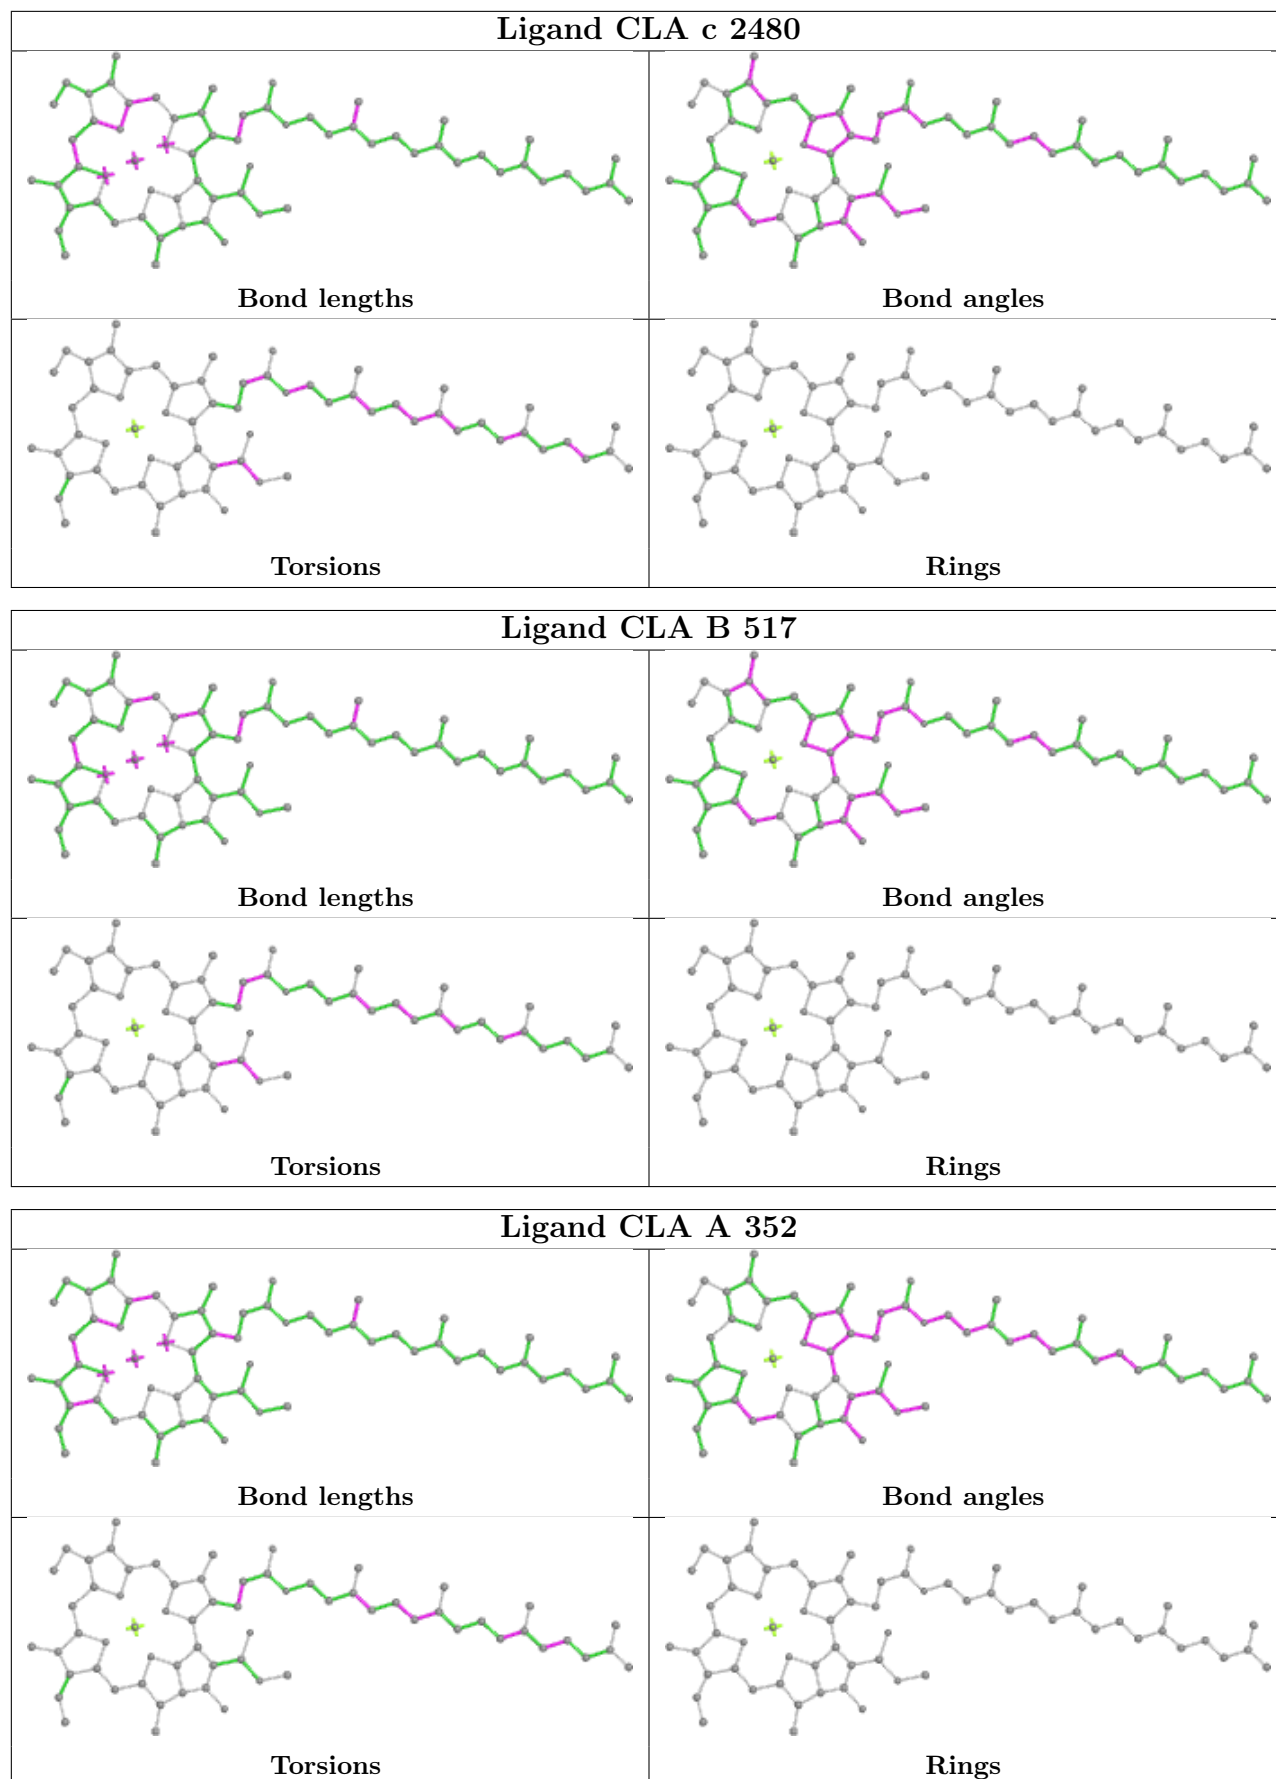 Ligand CLA c 2480
Bond lengths
Bond angles
Torsions
Rings
Ligand CLA B 517
Bond lengths
Bond angles
Torsions
Rings
Ligand CLA A 352
Bond lengths
Bond angles
Torsions
Rings